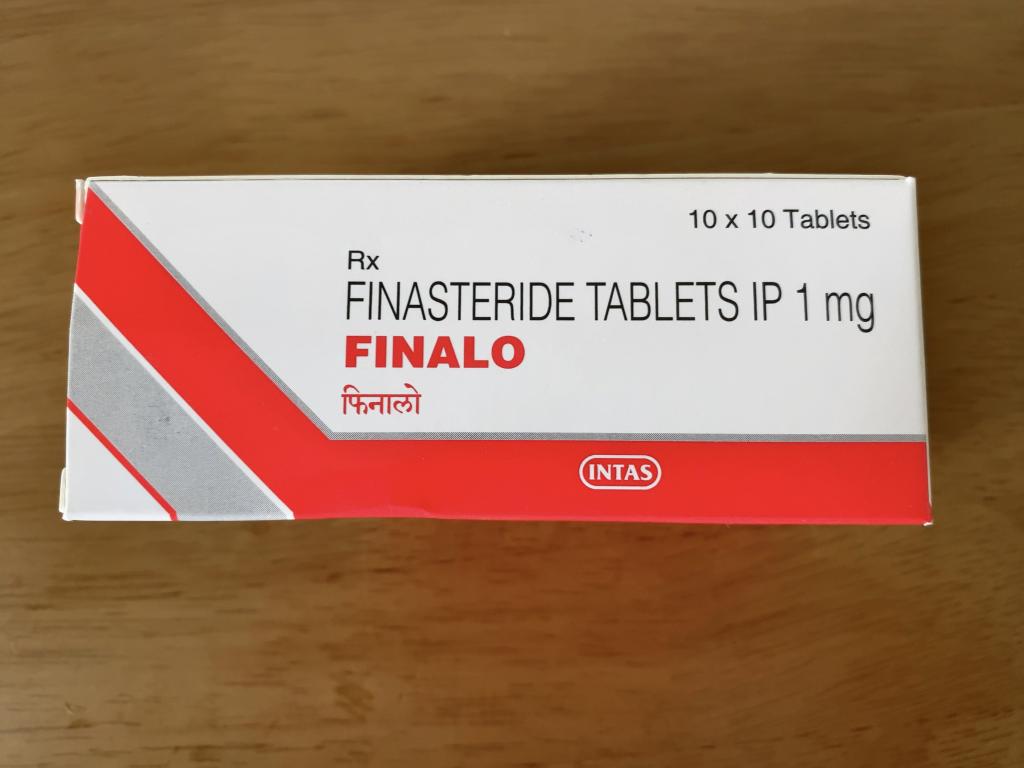 10 x 10 Tablets
Rx
FINASTERIDE TABLETS IP 1 mg
FINALO
फिनालो
INTAS